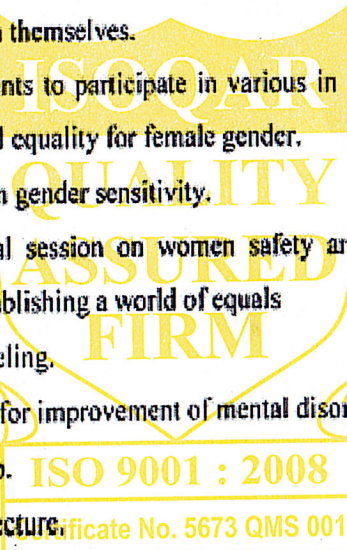 themselves.
nts to participate in various in
ISOQAR
equality for female gender.
gender sensitivity.
QUALITY
al session on women safety
ASSURED
blishing a world of equals
FIRM
eling.
for improvement of mental disor
ISO 9001 : 2008
ecture.
Certificate No. 5673 QMS 001